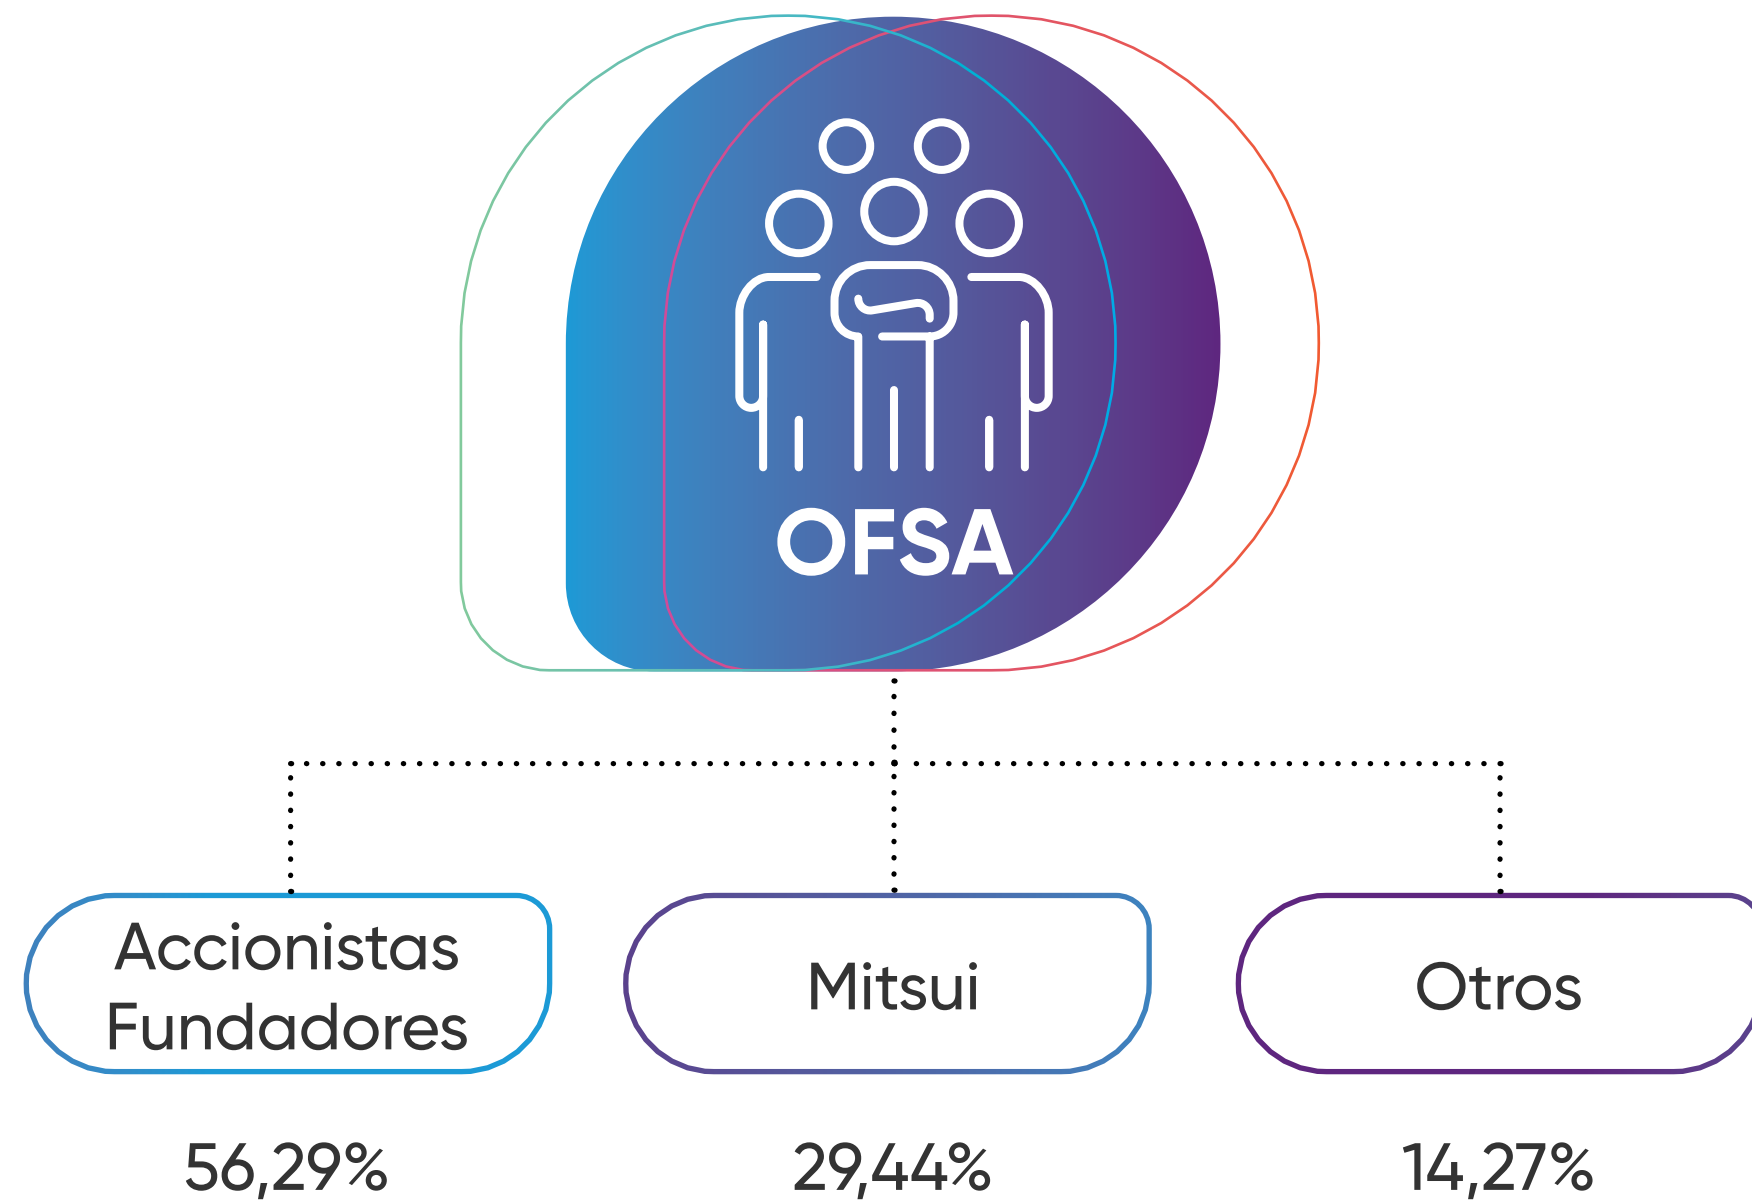 OFSA
Accionistas
Fundadores
Mitsui
Otros
56,29%
29,44%
14,27%